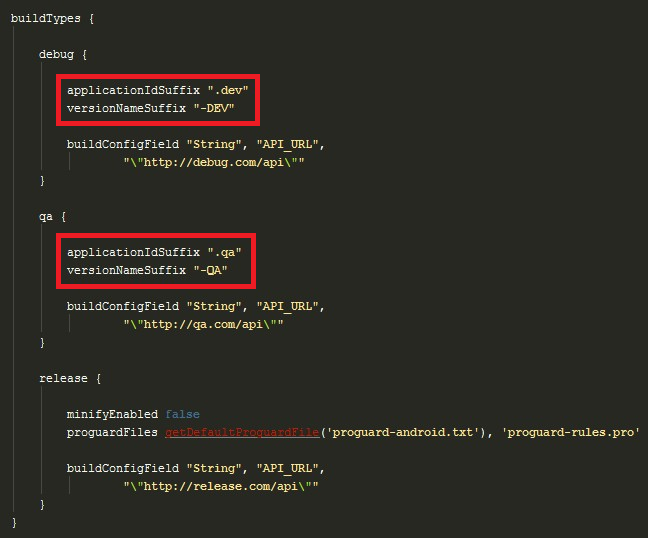 buildTypes {
debug {
applicationIdSuffix ".dev"
versionNameSuffix "-DEV"
buildConfigField "String", "API_URL",
"\"http://debug.com/api\""
}
qa {
applicationIdSuffix ".qa"
versionNameSuffix "-QA"
buildConfigField "String", "API_URL",
"\"http://qa.com/api\""
}
release {
minifyEnabled false
proguardFiles getDefaultProguardFile('proguard-android.txt'), 'proguard-rules.pro'
buildConfigField "String", "API_URL",
"\"http://release.com/api\""
}
}